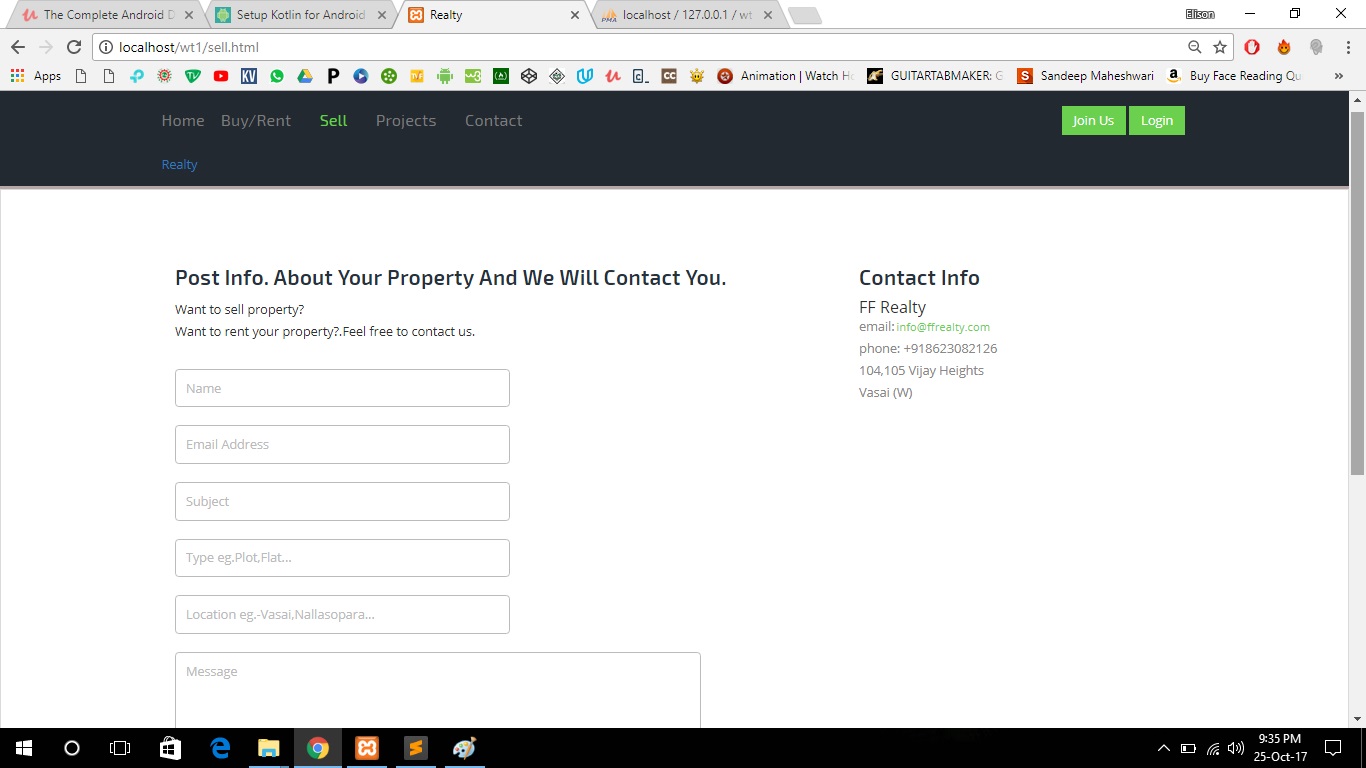 The Complete Android D
Setup Kotlin for Android
Realty
localhost / 127.0.0.1 / wt
Elison
localhost/wt1/sell.html
Apps
Animation | Watch
GUITARTABMAKER: G
Sandeep Maheshwari
Buy Face Reading Qu
Home Buy/Rent Sell Projects Contact
Join Us Login
Realty
Post Info. About Your Property And We Will Contact You.
Want to sell property?
Want to rent your property?.Feel free to contact us.
Name
Email Address
Subject
Type eg.Plot,Flat...
Location eg.-Vasai,Nallasopara...
Message
Contact Info
FF Realty
email: info@ffrealty.com
phone: +918623082126
104,105 Vijay Heights
Vasai (W)
9:35 PM
25-Oct-17